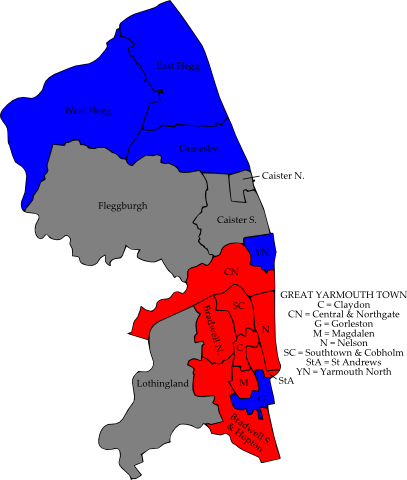 East Flegg
West Flegg
Ormesby
Caister N.
Fleggburgh
Caister S.
YN
CN
GREAT YARMOUTH TOWN
C = Claydon
CN = Central & Northgate
G = Gorleston
M = Magdalen
N = Nelson
SC = Southtown & Cobholm
StA = St Andrews
YN = Yarmouth North
SC
Bradwell N.
N
C
StA
Lothingland
M
G
Bradwell S.
& Hopton